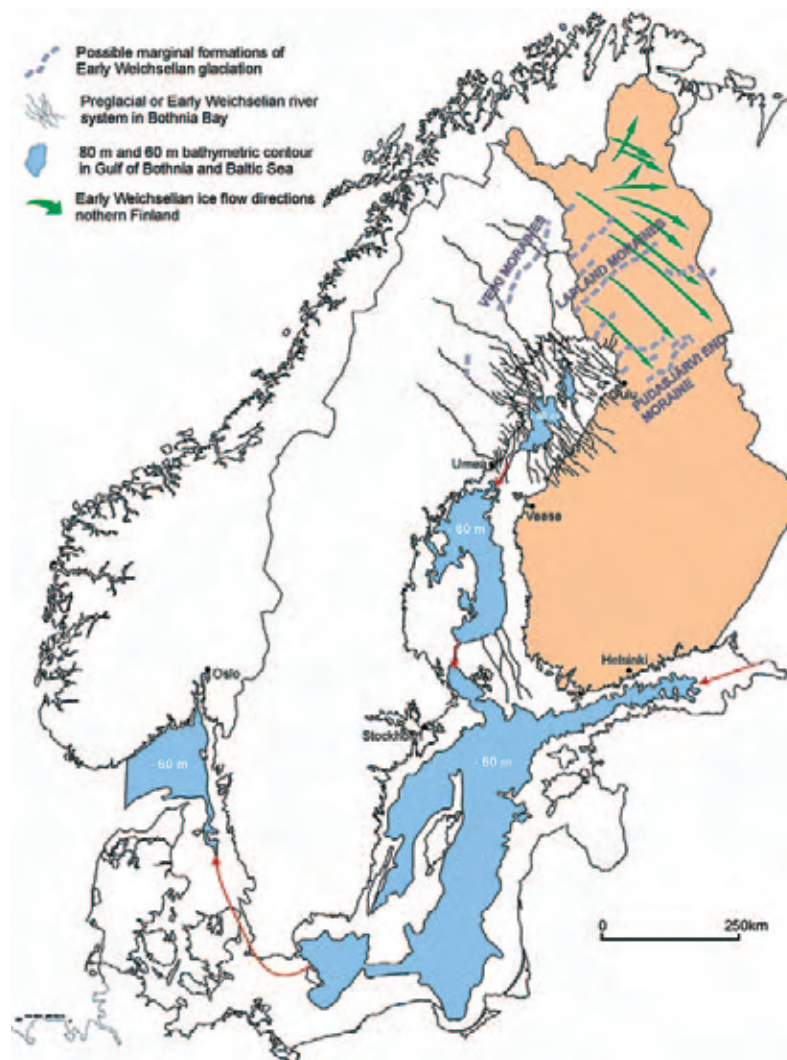 Possible marginal formations of
Early Weichselian glaciation
Preglacial or Early Weichselian river
system in Bothnia Bay
80 m and 60 m bathymetric contour
in Gulf of Bothnia and Baltic Sea
Early Weichselian ice flow directions
nothern Finland
VEIKI MORAINES
LAPLAND MORAINES
PUDASJÄRVI END
MORAINE
Oulu
Umeå
Vaasa
- 60 m
Helsinki
Oslo
Stockholm
- 60 m
- 60 m
0
250km